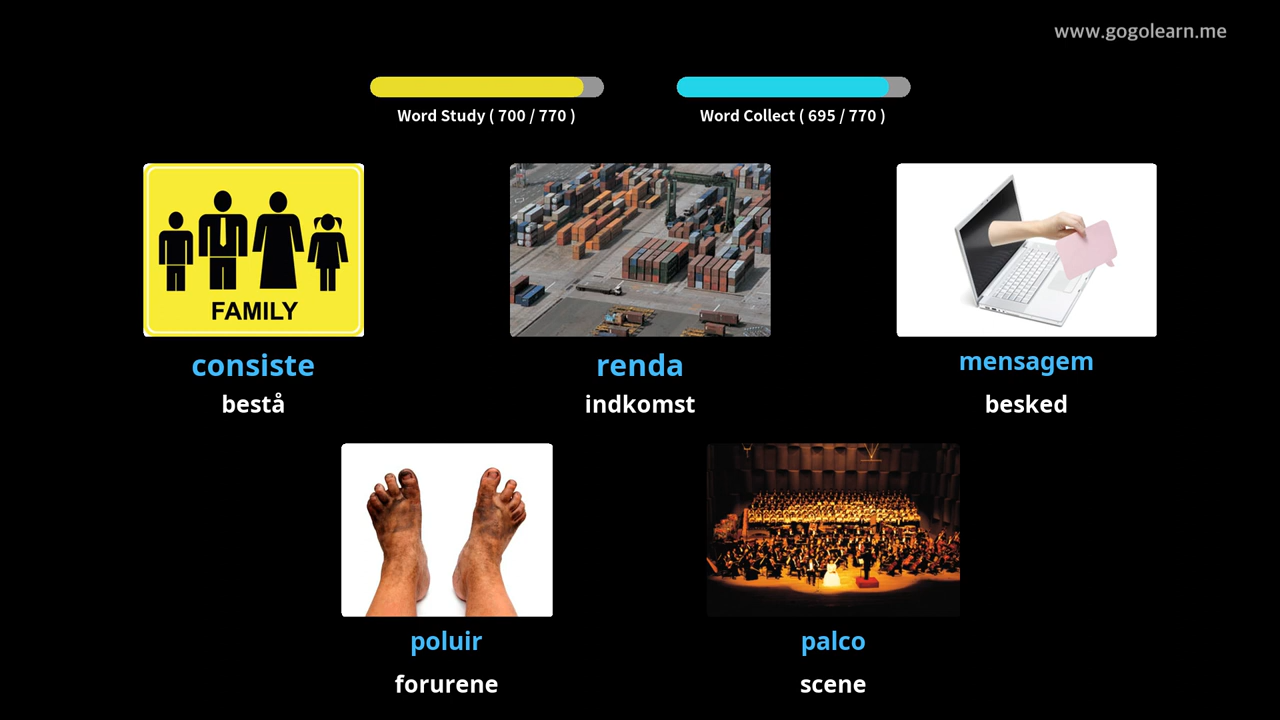 www.gogolearn.me
Word Study ( 700 / 770 )
Word Collect ( 695 / 770 )
FAMILY
consiste
bestå
renda
indkomst
mensagem
besked
poluir
forurene
palco
scene